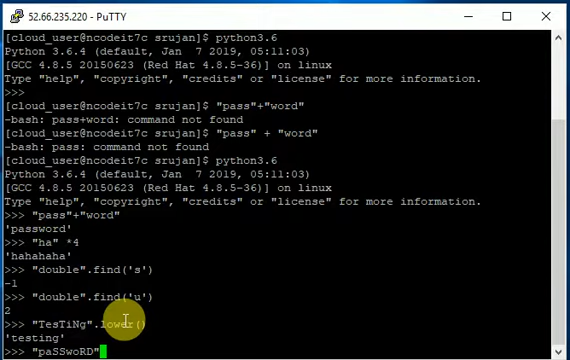 52.66.235.220 - PuTTY
[cloud_user@ncodeit7c srujan]$ python3.6
Python 3.6.4 (default, Jan  7 2019, 05:11:03)
[GCC 4.8.5 20150623 (Red Hat 4.8.5-36)] on linux
Type "help", "copyright", "credits" or "license" for more information.
>>>
[cloud_user@ncodeit7c srujan]$ "pass"+"word"
-bash: pass+word: command not found
[cloud_user@ncodeit7c srujan]$ "pass" + "word"
-bash: pass: command not found
[cloud_user@ncodeit7c srujan]$ python3.6
Python 3.6.4 (default, Jan  7 2019, 05:11:03)
[GCC 4.8.5 20150623 (Red Hat 4.8.5-36)] on linux
Type "help", "copyright", "credits" or "license" for more information.
>>> "pass"+"word"
'password'
>>> "ha" *4
'hahahaha'
>>> "double".find('s')
-1
>>> "double".find('u')
2
>>> "TesTiNg".lower()
'testing'
>>> "paSSwoRD"